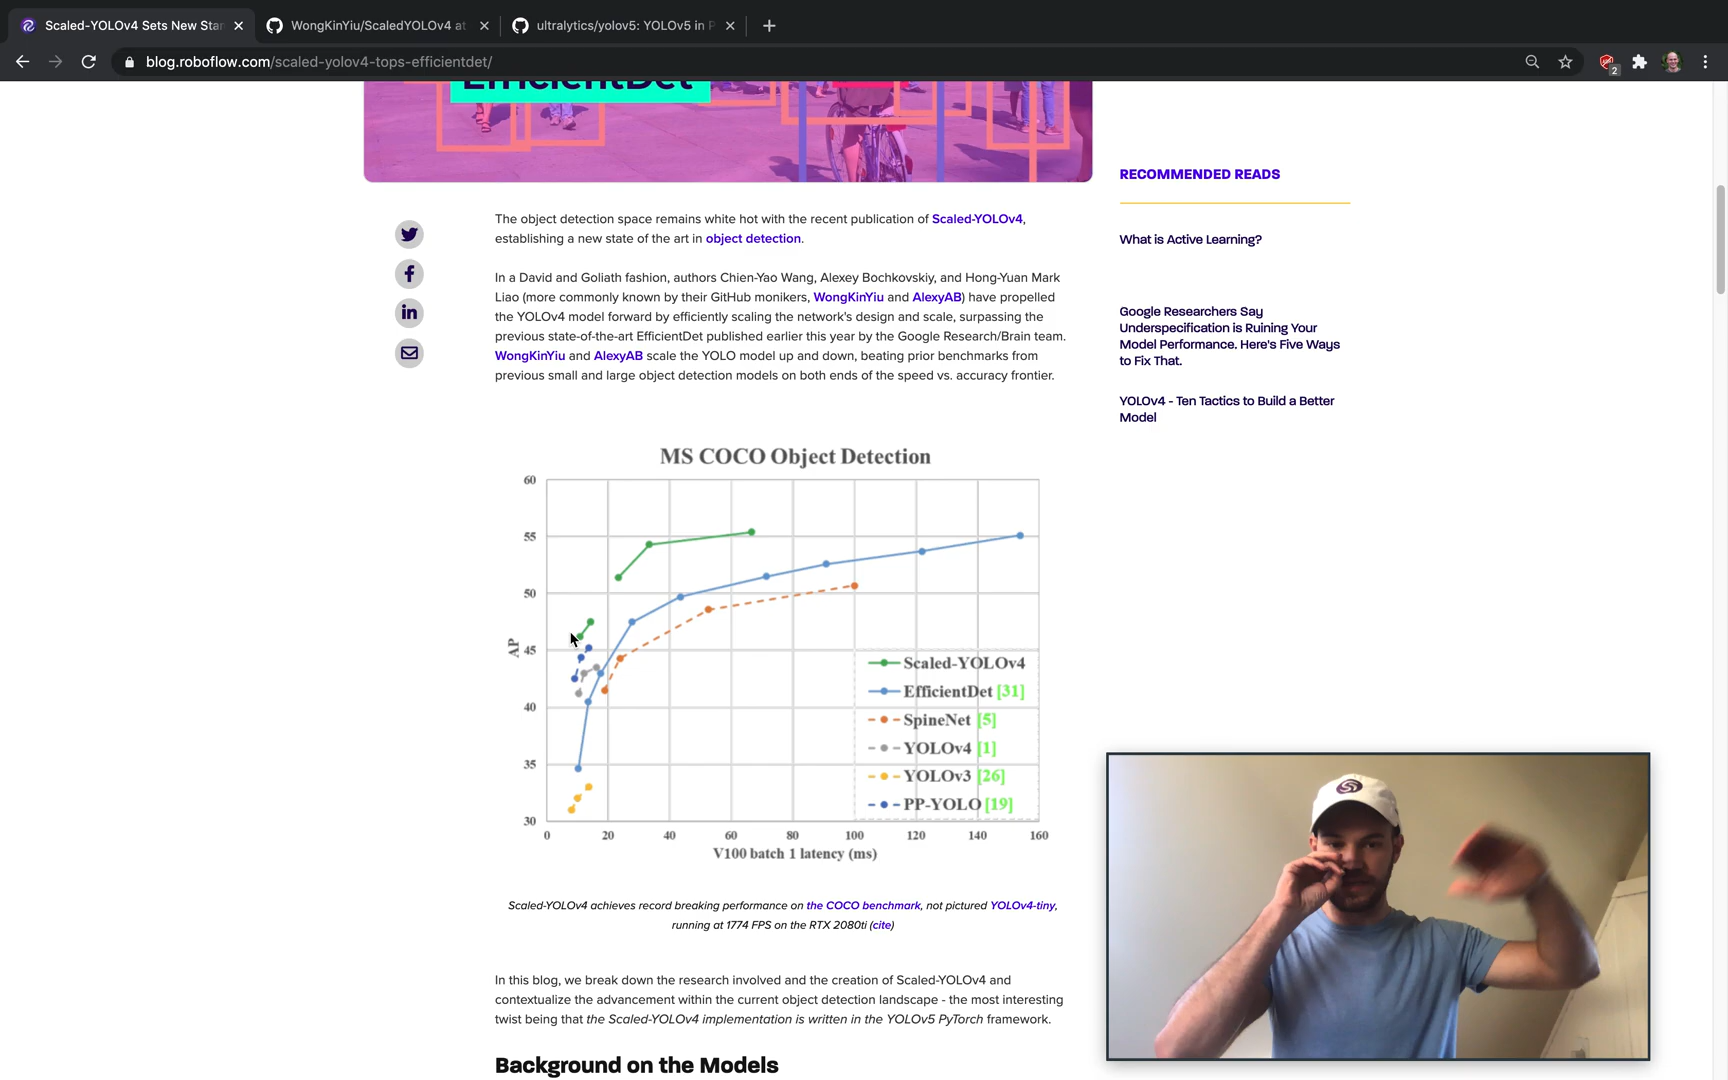 Scaled-YOLOv4 Sets New Star
WongKinYiu/ScaledYOLOv4 at
ultralytics/yolov5: YOLOv5 in P
blog.roboflow.com/scaled-yolov4-tops-efficientdet/
2
EfficientDet
RECOMMENDED READS
What is Active Learning?
Google Researchers Say
Underspecification is Ruining Your
Model Performance. Here's Five Ways
to Fix That.
YOLOv4 - Ten Tactics to Build a Better
Model
The object detection space remains white hot with the recent publication of Scaled-YOLOv4,
establishing a new state of the art in object detection.
In a David and Goliath fashion, authors Chien-Yao Wang, Alexey Bochkovskiy, and Hong-Yuan Mark
Liao (more commonly known by their GitHub monikers, WongKinYiu and AlexyAB) have propelled
the YOLOv4 model forward by efficiently scaling the network's design and scale, surpassing the
previous state-of-the-art EfficientDet published earlier this year by the Google Research/Brain team.
WongKinYiu and AlexyAB scale the YOLO model up and down, beating prior benchmarks from
previous small and large object detection models on both ends of the speed vs. accuracy frontier.
MS COCO Object Detection
60
55
50
45
40
35
30
AP
Scaled-YOLOv4
EfficientDet [31]
SpineNet [5]
YOLOv4 [1]
YOLOv3 [26]
PP-YOLO [19]
0 20 40 60 80 100 120 140 160
V100 batch 1 latency (ms)
Scaled-YOLOv4 achieves record breaking performance on the COCO benchmark, not pictured YOLOv4-tiny,
running at 1774 FPS on the RTX 2080ti (cite)
In this blog, we break down the research involved and the creation of Scaled-YOLOv4 and
contextualize the advancement within the current object detection landscape - the most interesting
twist being that the Scaled-YOLOv4 implementation is written in the YOLOv5 PyTorch framework.
Background on the Models